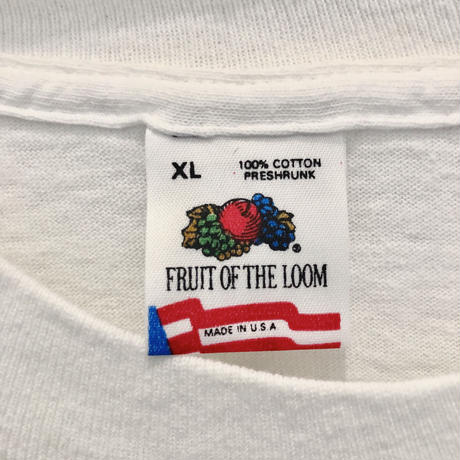 XL
100% COTTON
PRESHRUNK
®
FRUIT OF THE LOOM
MADE IN U.S.A